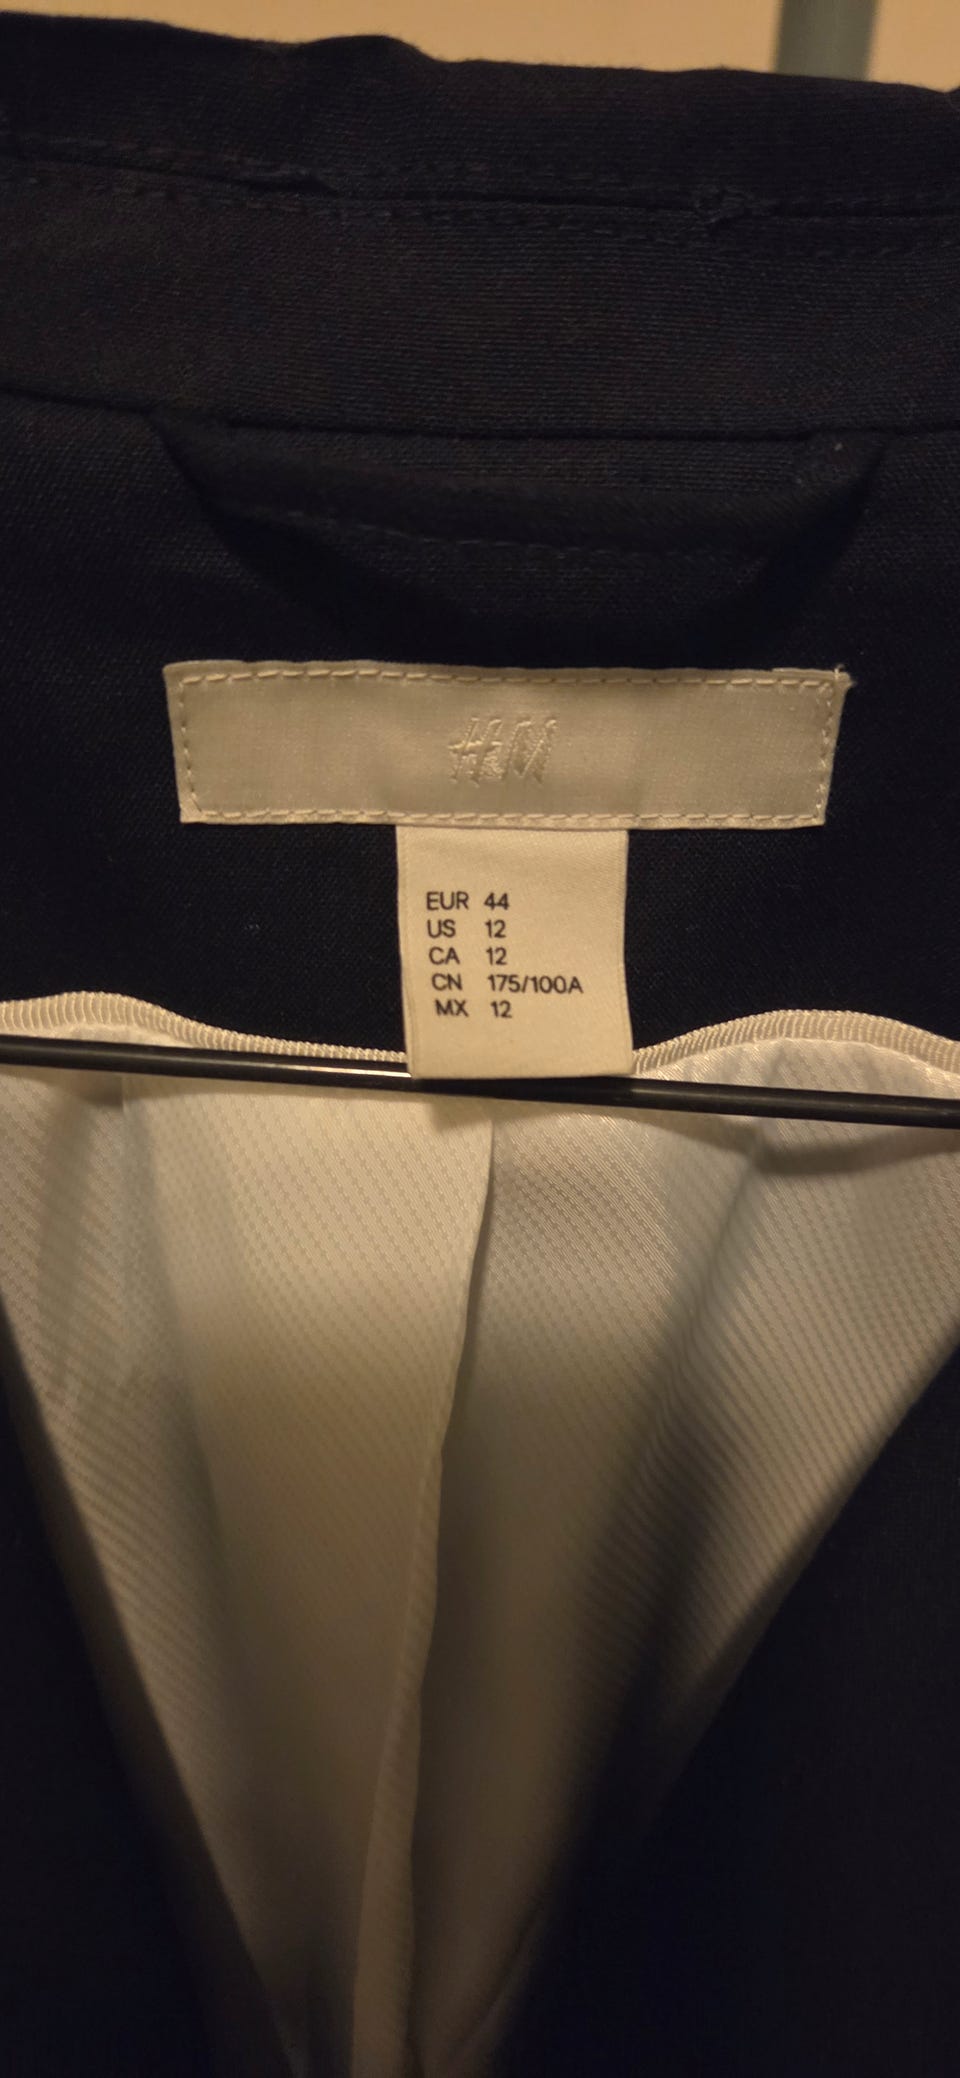 H&M
EUR 44
US 12
CA 12
CN 175/100A
MX 12